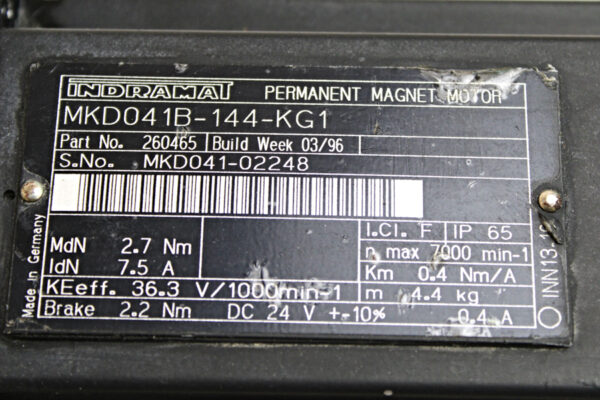 INDRAMAT PERMANENT MAGNET MOTOR
MKD041B-144-KG1
Part No. 260465 Build Week 03/96
S.No. MKD041-02248
I.Cl. F IP 65
MdN 2.7 Nm n max 7000 min-1
IdN 7.5 A Km 0.4 Nm/A
KEeff. 36.3 V/1000min-1 m 4.4 kg
Brake 2.2 Nm DC 24 V +-10% 0.4 A
Made in Germany
INN